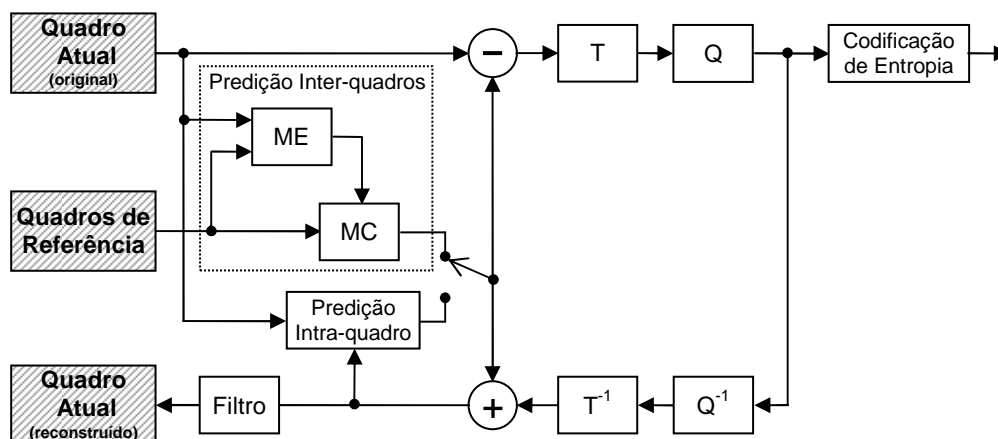 Quadro
Atual
(original)
−
T
Q
Codificação
de Entropia
Predição Inter-quadros
ME
MC
Quadros de
Referência
Predição
Intra-quadro
Quadro
Atual
(reconstruído)
Filtro
+
T⁻¹
Q⁻¹